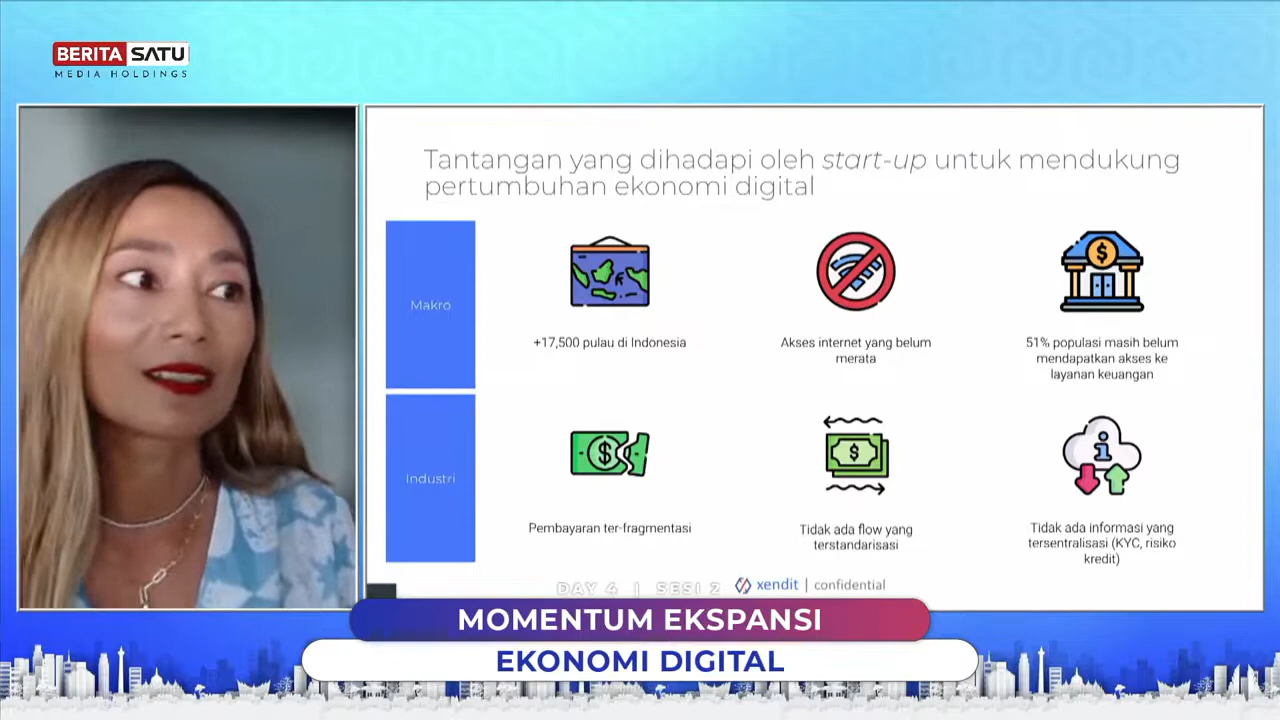 BERITA SATU
MEDIA HOLDINGS
Tantangan yang dihadapi oleh start-up untuk mendukung
pertumbuhan ekonomi digital
Makro
+17,500 pulau di Indonesia
Akses internet yang belum
merata
51% populasi masih belum
mendapatkan akses ke
layanan keuangan
Industri
Pembayaran ter-fragmentasi
Tidak ada flow yang
terstandarisasi
Tidak ada informasi yang
tersentralisasi (KYC, risiko
kredit)
DAY 4 | SESI 2
xendit | confidential
MOMENTUM EKSPANSI
EKONOMI DIGITAL